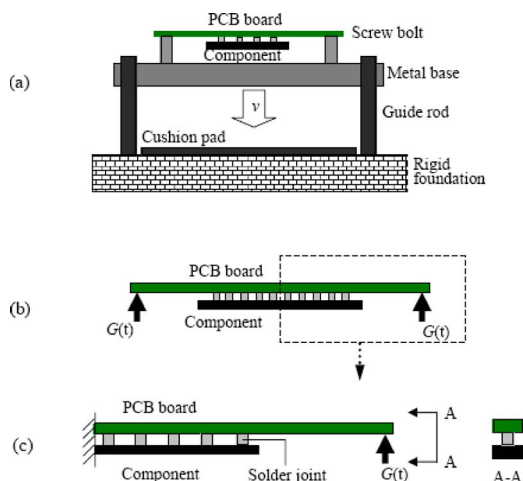 PCB board
Screw bolt
Component
Metal base
(a)
v
Guide rod
Cushion pad
Rigid
foundation
PCB board
(b)
Component
G(t)
G(t)
PCB board
A
(c)
A
Component
Solder joint
G(t)
A-A